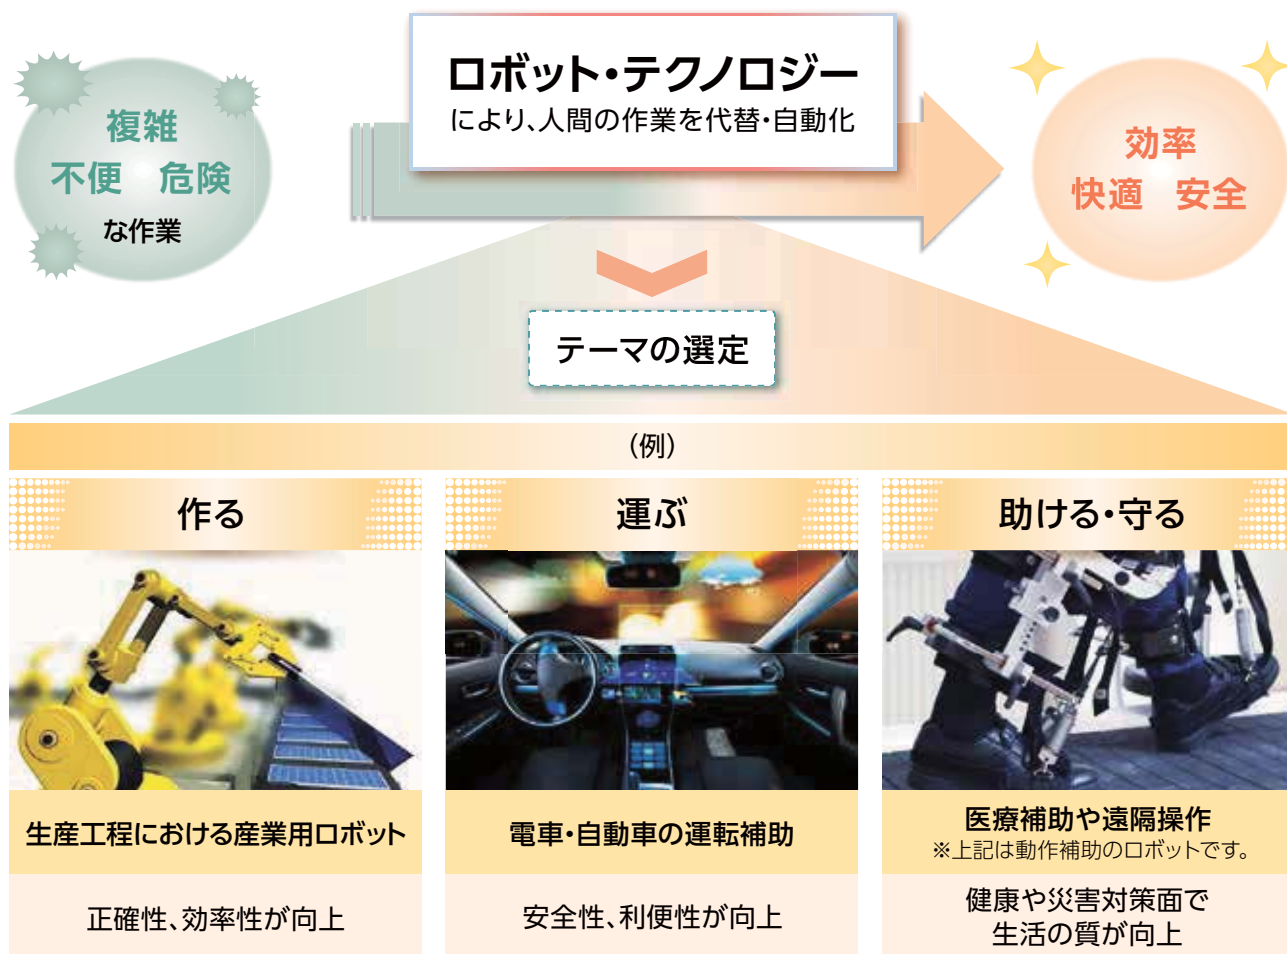 ロボット・テクノロジー
により、人間の作業を代替・自動化
複雑
不便 危険
な作業
効率
快適 安全
テーマの選定
（例）
作る
生産工程における産業用ロボット
正確性、効率性が向上
運ぶ
電車・自動車の運転補助
安全性、利便性が向上
助ける・守る
医療補助や遠隔操作
※上記は動作補助のロボットです。
健康や災害対策面で
生活の質が向上